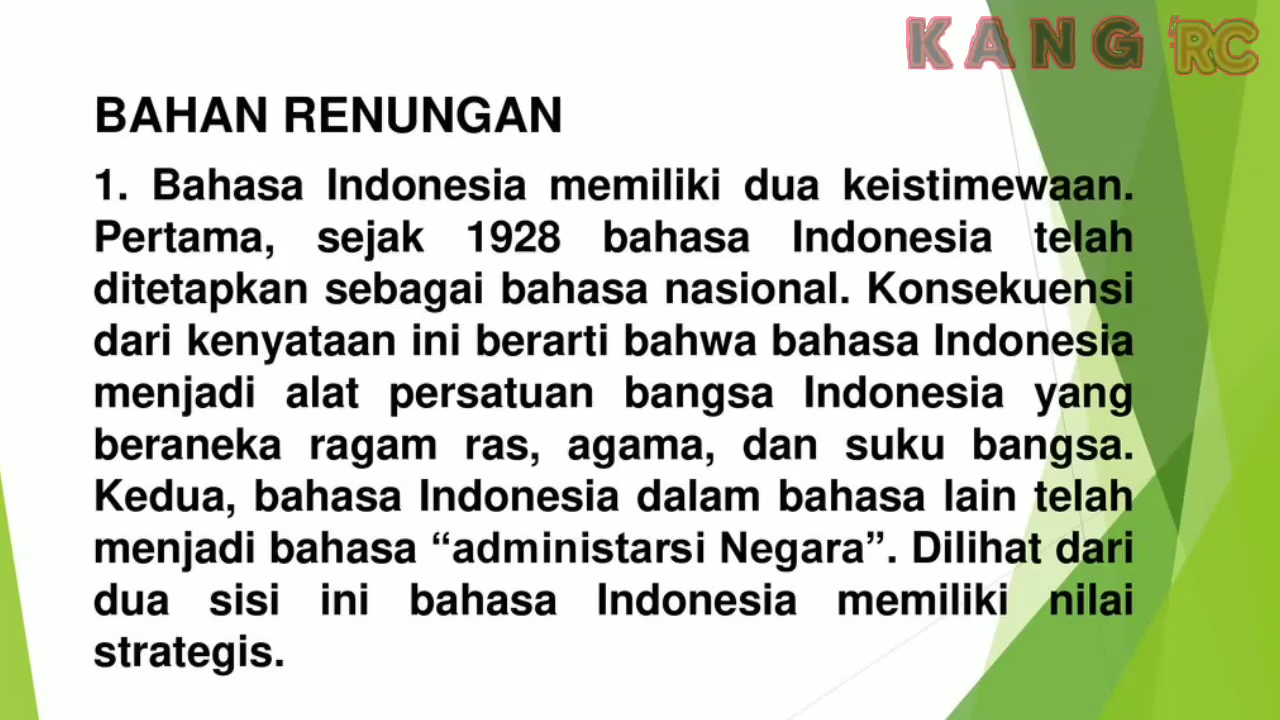 KANG RC
BAHAN RENUNGAN
1. Bahasa Indonesia memiliki dua keistimewaan.
Pertama, sejak 1928 bahasa Indonesia telah
ditetapkan sebagai bahasa nasional. Konsekuensi
dari kenyataan ini berarti bahwa bahasa Indonesia
menjadi alat persatuan bangsa Indonesia yang
beraneka ragam ras, agama, dan suku bangsa.
Kedua, bahasa Indonesia dalam bahasa lain telah
menjadi bahasa “administarsi Negara”. Dilihat dari
dua sisi ini bahasa Indonesia memiliki nilai
strategis.